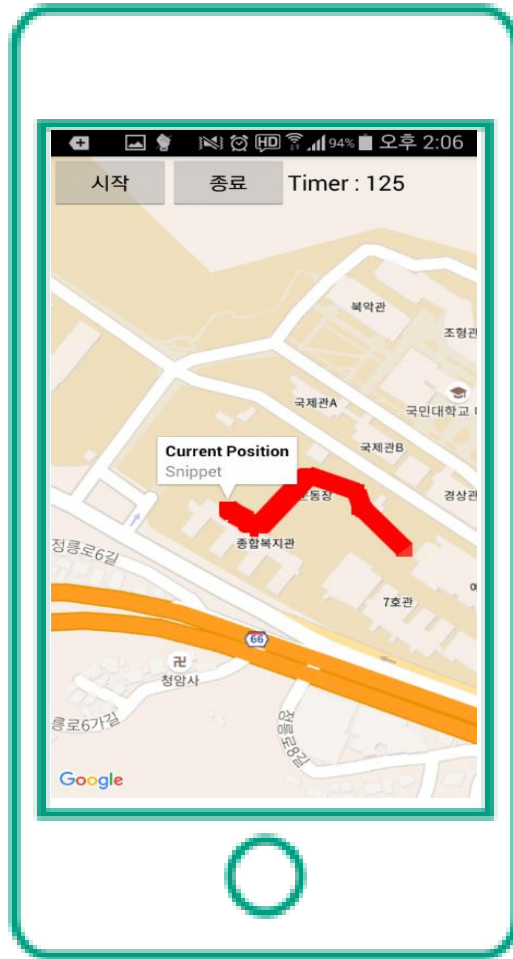 HD 94% 오후 2:06
시작 종료 Timer : 125
북악관
조형관
국제관A
국민대학교
Current Position
Snippet
국제관B
경상관
종합복지관
정릉로6길
7호관
66
청암사
정릉로8길
릉로6가길
Google